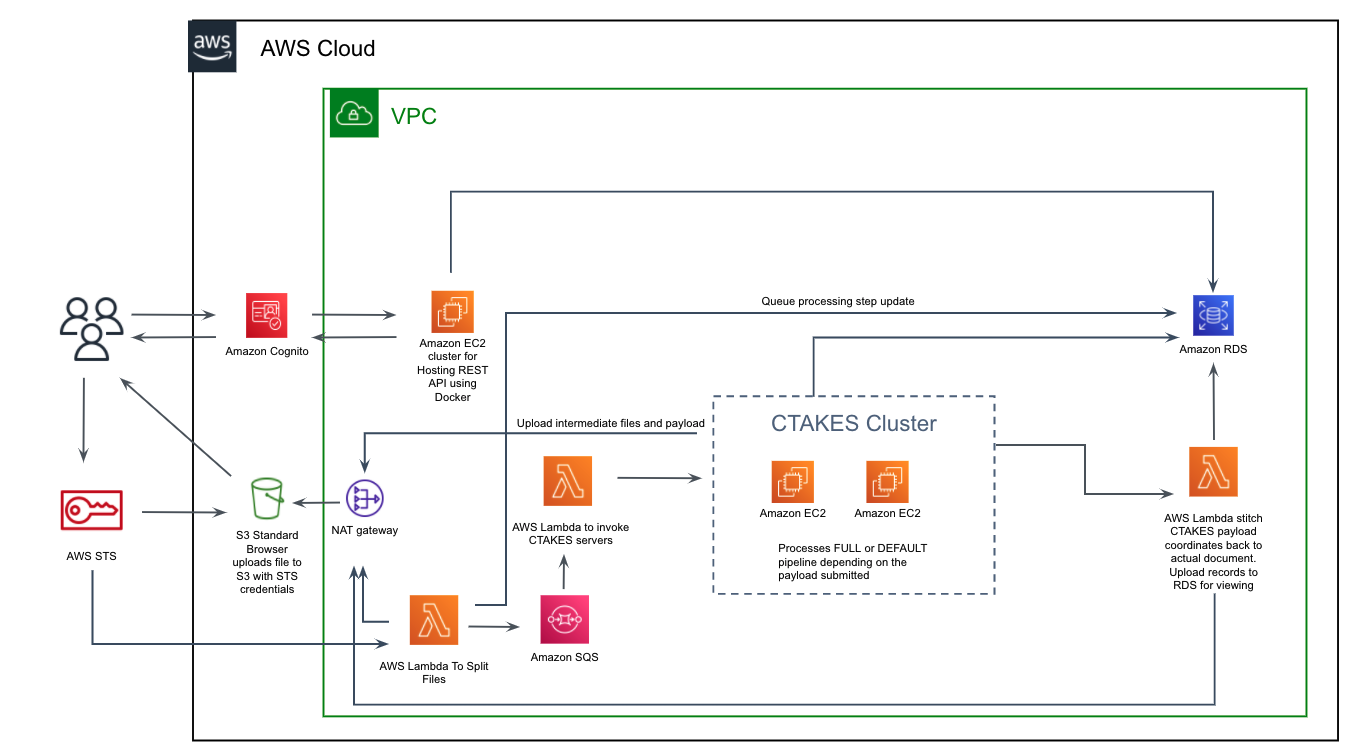 aws
AWS Cloud
VPC
Queue processing step update
Amazon Cognito
Amazon EC2
cluster for
Hosting REST
API using
Docker
Amazon RDS
Upload intermediate files and payload
CTAKES Cluster
Amazon EC2
Amazon EC2
Processes FULL or DEFAULT
pipeline depending on the
payload submitted
AWS STS
S3 Standard
Browser
uploads file to
S3 with STS
credentials
NAT gateway
AWS Lambda to invoke
CTAKES servers
AWS Lambda stitch
CTAKES payload
coordinates back to
actual document.
Upload records to
RDS for viewing
AWS Lambda To Split
Files
Amazon SQS